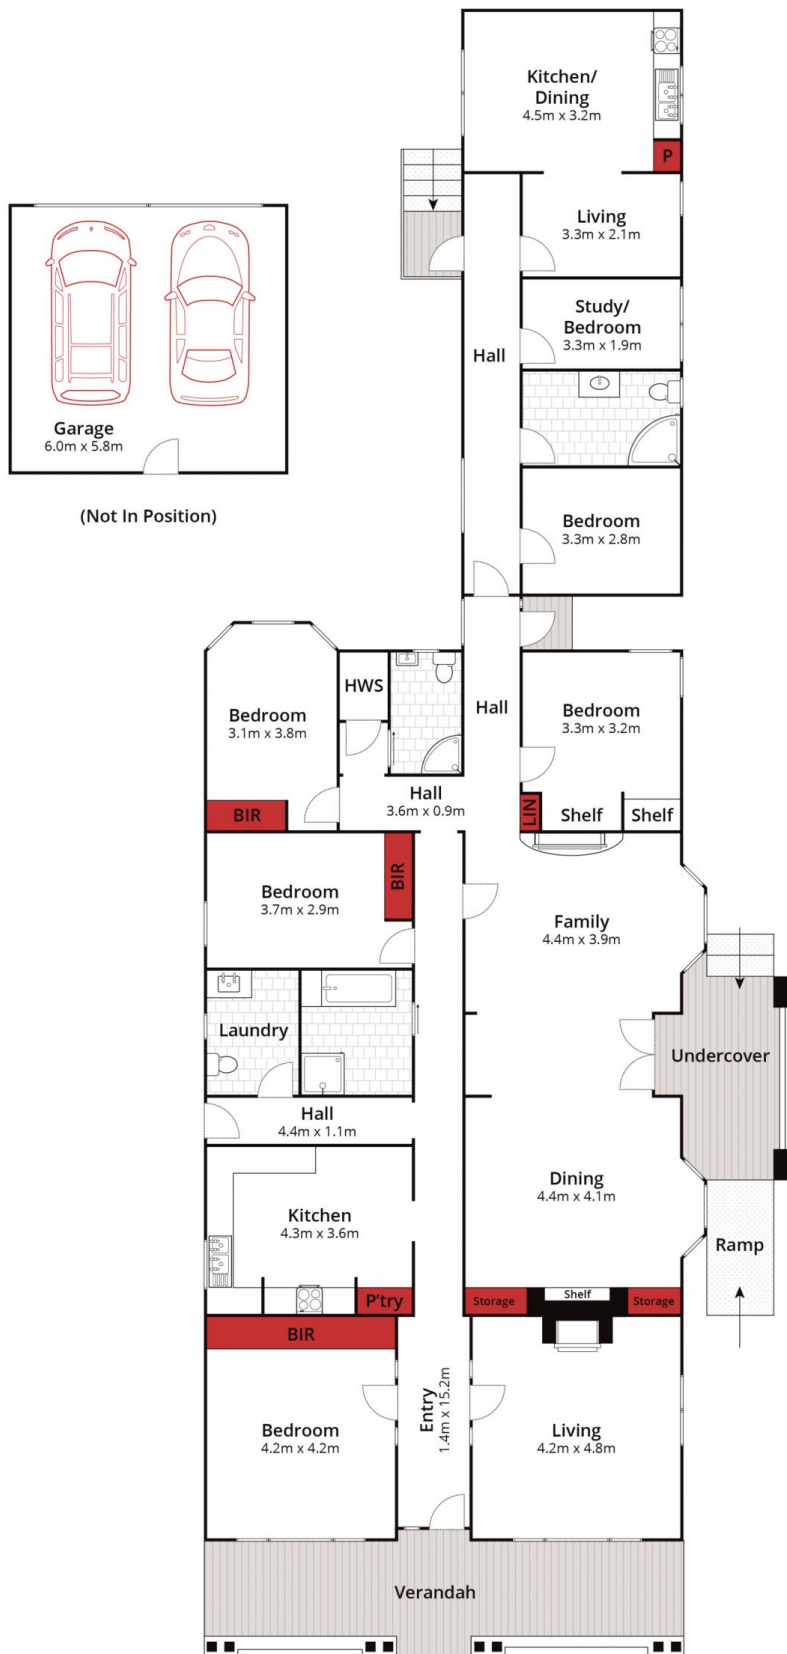 Kitchen/
Dining
4.5m x 3.2m
P
Living
3.3m x 2.1m
Study/
Bedroom
3.3m x 1.9m
Hall
Garage
6.0m x 5.8m
(Not In Position)
Bedroom
3.3m x 2.8m
HWS
Bedroom
3.1m x 3.8m
BIR
Hall
Bedroom
3.3m x 3.2m
Hall
3.6m x 0.9m
LIN
Shelf
Shelf
Bedroom
3.7m x 2.9m
BIR
Family
4.4m x 3.9m
Laundry
Undercover
Hall
4.4m x 1.1m
Dining
4.4m x 4.1m
Kitchen
4.3m x 3.6m
Ramp
P'try
Storage
Shelf
Storage
BIR
Bedroom
4.2m x 4.2m
Entry
1.4m x 15.2m
Living
4.2m x 4.8m
Verandah